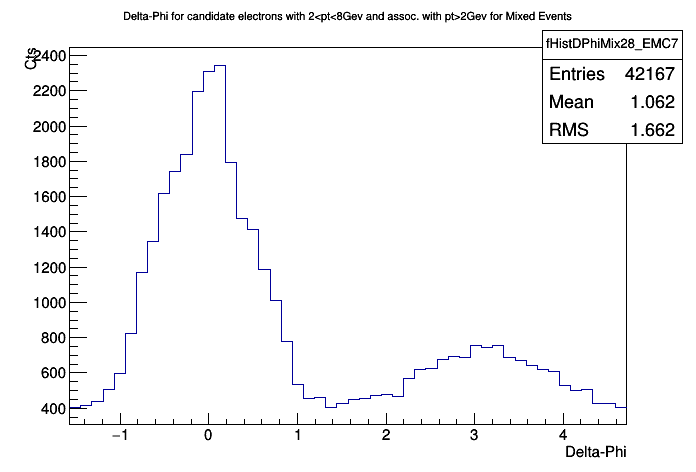 Delta-Phi for candidate electrons with 2<pt<8Gev and assoc. with pt>2Gev for Mixed Events
fHistDPhiMix28_EMC7
Entries 42167
Mean 1.062
RMS 1.662
Cts
2400
2200
2000
1800
1600
1400
1200
1000
800
600
400
−1 0 1 2 3 4
Delta-Phi